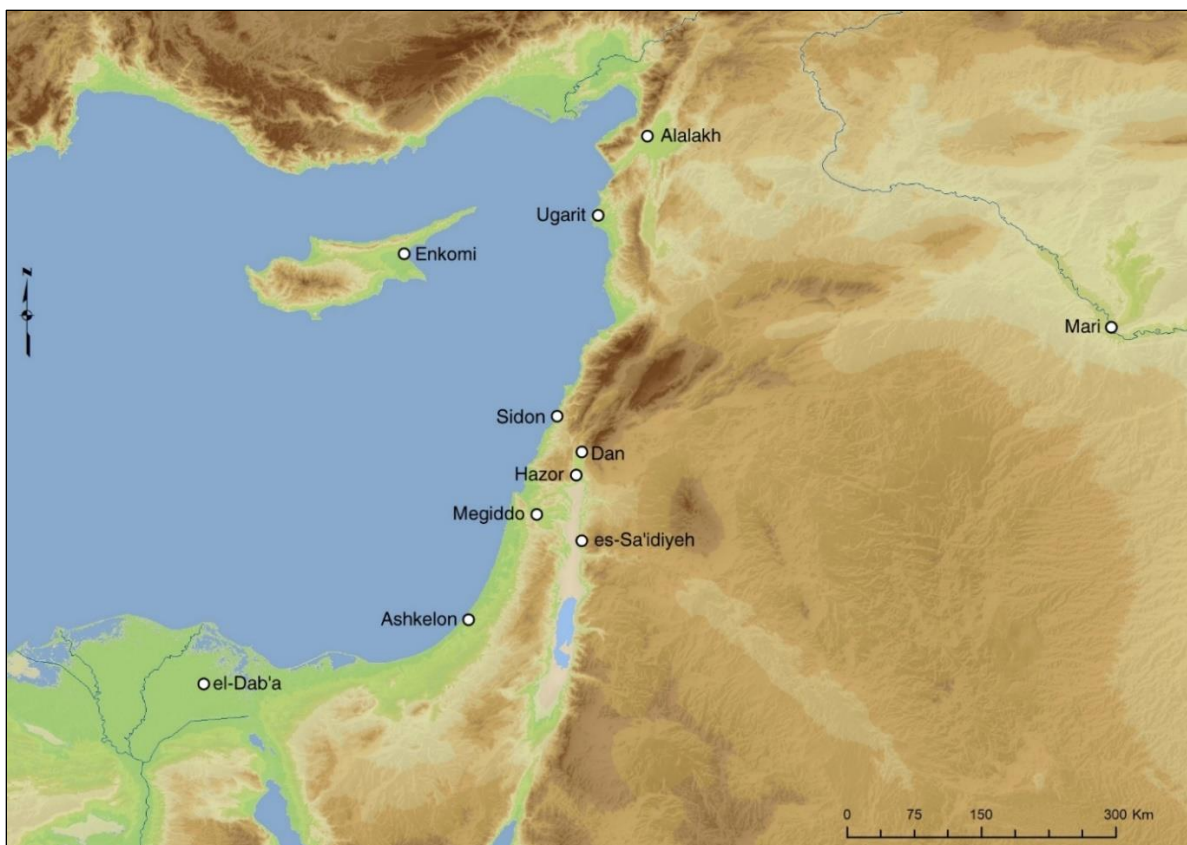 Alalakh
Ugarit
Enkomi
N
Mari
Sidon
Dan
Hazor
Megiddo
es-Sa'idiyeh
Ashkelon
el-Dab'a
0 75 150 300 Km